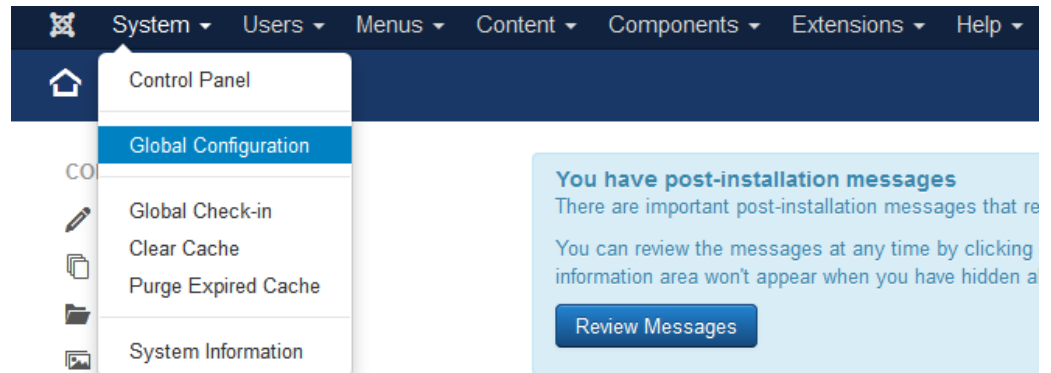 System Users Menus Content Components Extensions Help
Control Panel
Global Configuration
Global Check-in
Clear Cache
Purge Expired Cache
System Information
You have post-installation messages
There are important post-installation messages that
You can review the messages at any time by clicking
information area won't appear when you have hidden
Review Messages